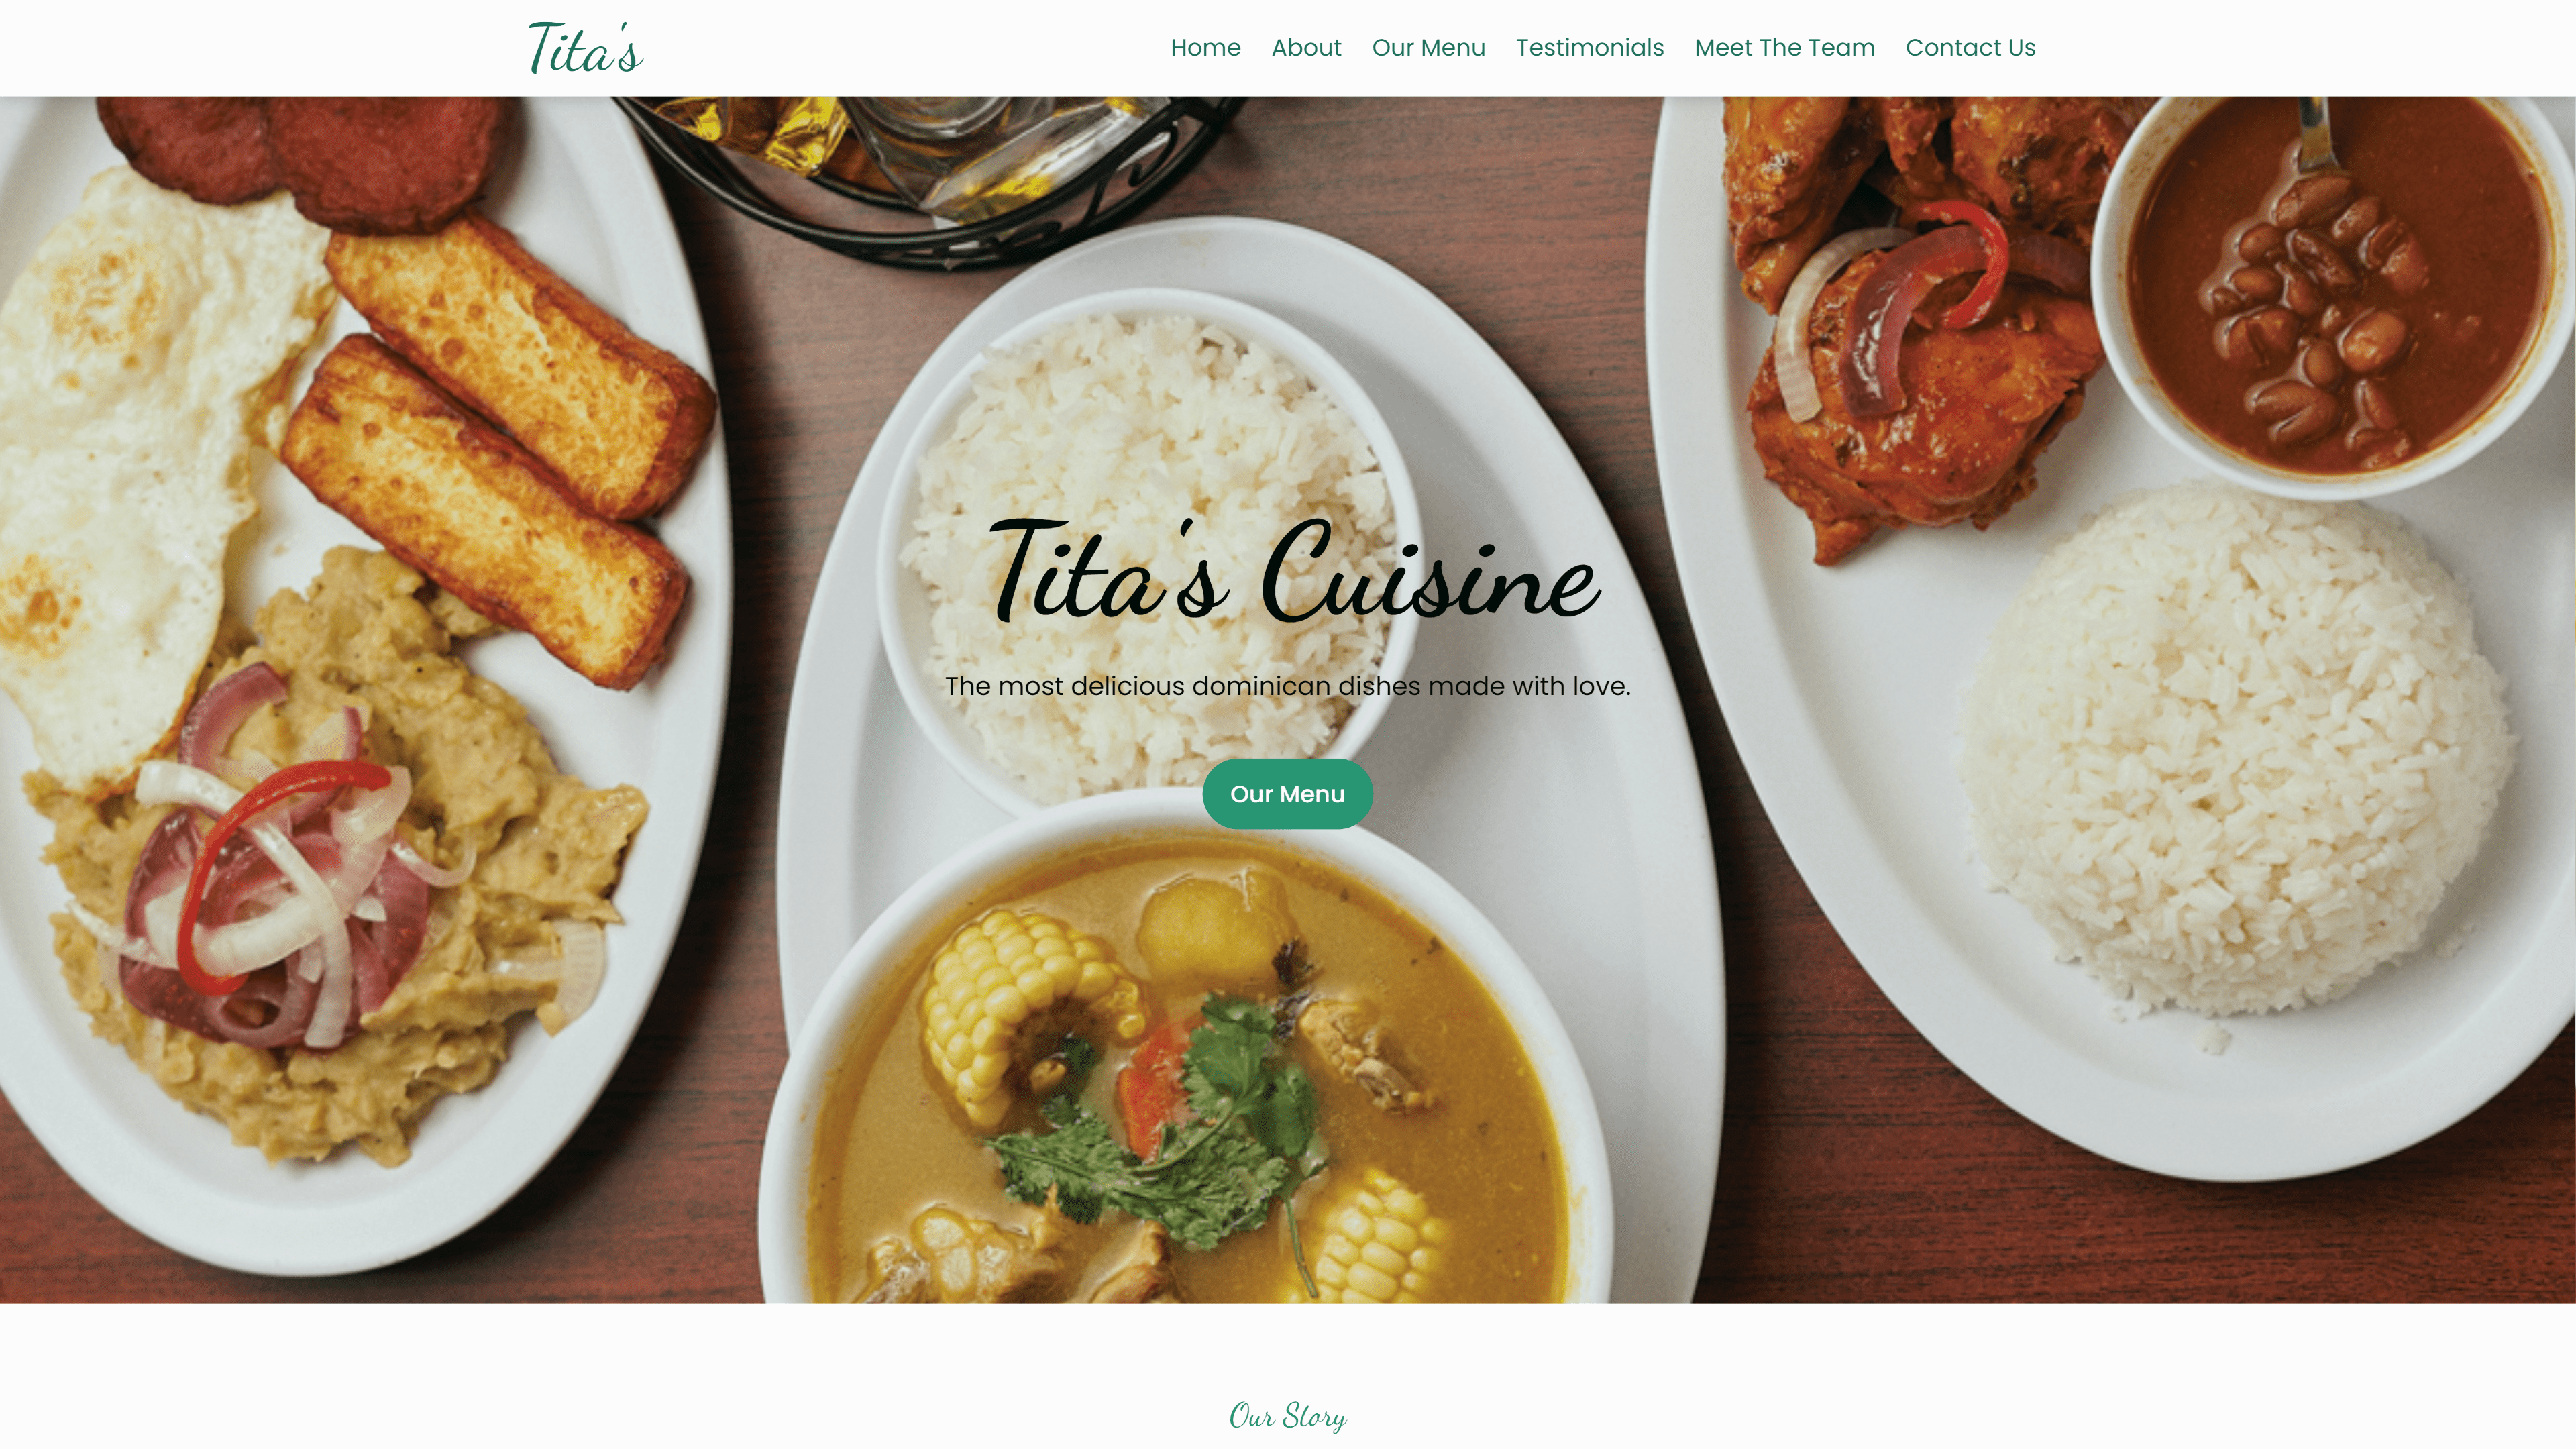 Tita's
Home About Our Menu Testimonials Meet The Team Contact Us
Tita's Cuisine
The most delicious dominican dishes made with love.
Our Menu
Our Story